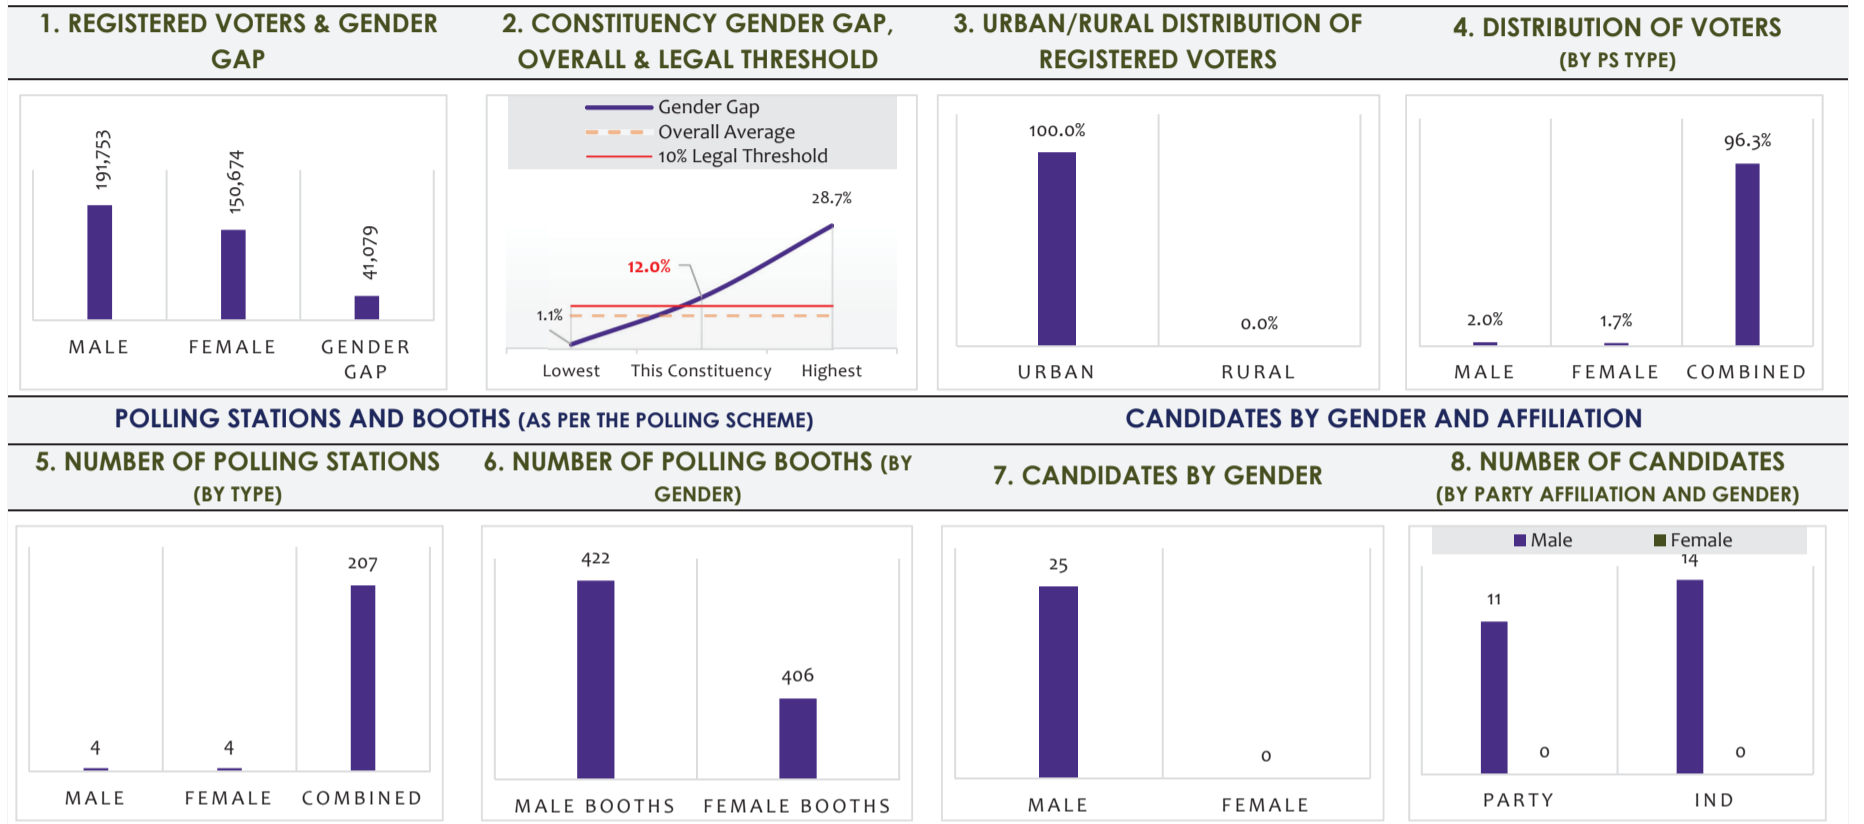 1. REGISTERED VOTERS & GENDER
GAP
2. CONSTITUENCY GENDER GAP,
OVERALL & LEGAL THRESHOLD
3. URBAN/RURAL DISTRIBUTION OF
REGISTERED VOTERS
4. DISTRIBUTION OF VOTERS
(BY PS TYPE)
191,753
150,674
41,079
MALE
FEMALE
GENDER
GAP
Gender Gap
Overall Average
10% Legal Threshold
28.7%
12.0%
1.1%
Lowest
This Constituency
Highest
100.0%
0.0%
URBAN
RURAL
2.0%
1.7%
96.3%
MALE
FEMALE
COMBINED
POLLING STATIONS AND BOOTHS (AS PER THE POLLING SCHEME)
CANDIDATES BY GENDER AND AFFILIATION
5. NUMBER OF POLLING STATIONS
(BY TYPE)
6. NUMBER OF POLLING BOOTHS (BY
GENDER)
7. CANDIDATES BY GENDER
8. NUMBER OF CANDIDATES
(BY PARTY AFFILIATION AND GENDER)
4
4
207
MALE
FEMALE
COMBINED
422
406
MALE BOOTHS
FEMALE BOOTHS
25
0
MALE
FEMALE
Male
Female
11
0
14
0
PARTY
IND